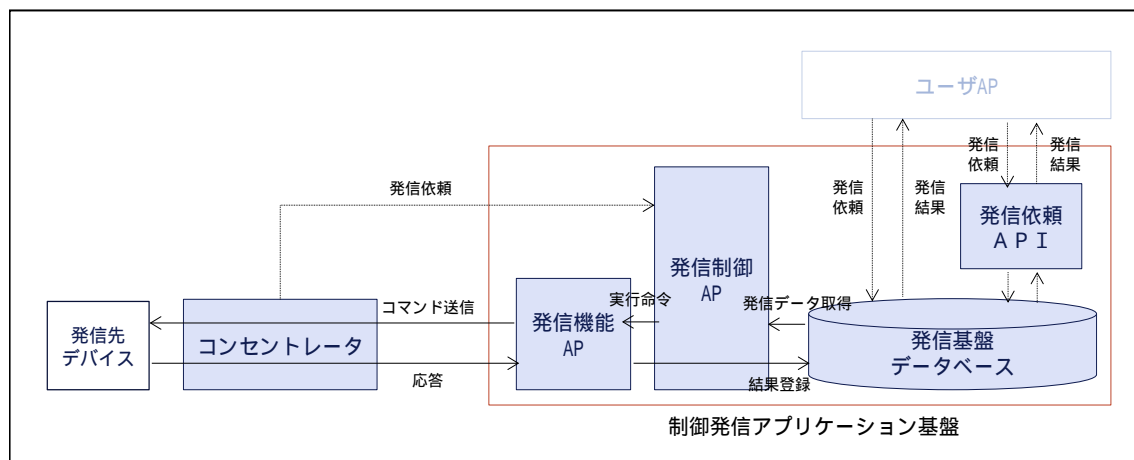 ユーザAP
発信
依頼
発信
結果
発信
依頼
発信
結果
発信依頼
発信依頼
ＡＰＩ
発信制御
AP
実行命令
発信データ取得
コマンド送信
発信機能
AP
発信先
デバイス
コンセントレータ
発信基盤
データベース
応答
結果登録
制御発信アプリケーション基盤